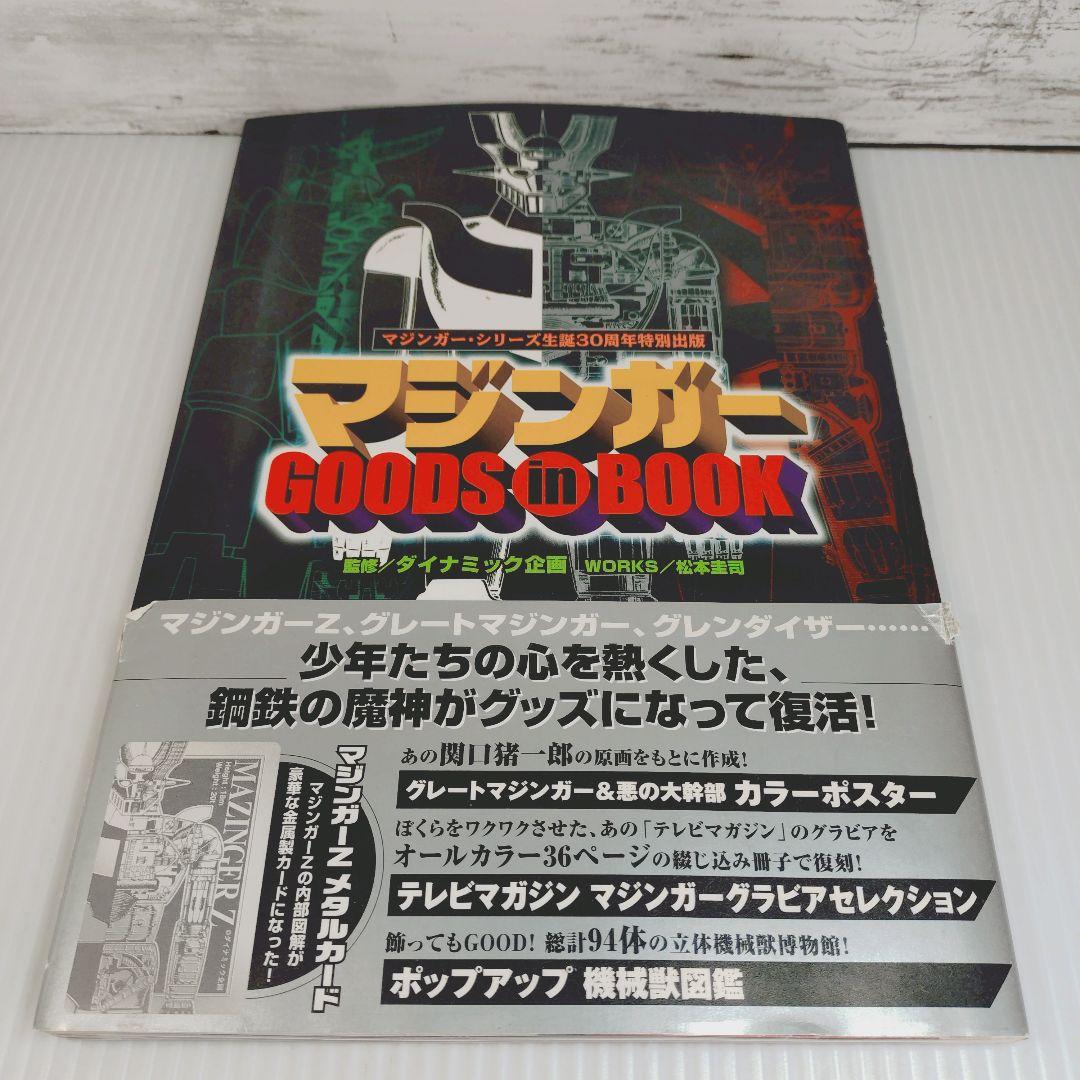 マジンガー・シリーズ生誕30周年特別出版
マジンガー
GOODS in BOOK
監修／ダイナミック企画 WORKS／松本圭司
マジンガーZ、グレートマジンガー、グレンダイザー……
少年たちの心を熱くした、
鋼鉄の魔神がグッズになって復活！
マジンガーZ メタルカード
マジンガーZの内部図解が
豪華な金属製カードになった！
MAZINGER Z
Height : 18m
Weight : 20t
©ダイナミック企画
あの関口猪一郎の原画をもとに作成！
グレートマジンガー＆悪の大幹部 カラーポスター
ぼくらをワクワクさせた、あの「テレビマガジン」のグラビアを
オールカラー36ページの綴じ込み冊子で復刻！
テレビマガジン マジンガーグラビアセレクション
飾ってもGOOD！ 総計94体の立体機械獣博物館！
ポップアップ 機械獣図鑑